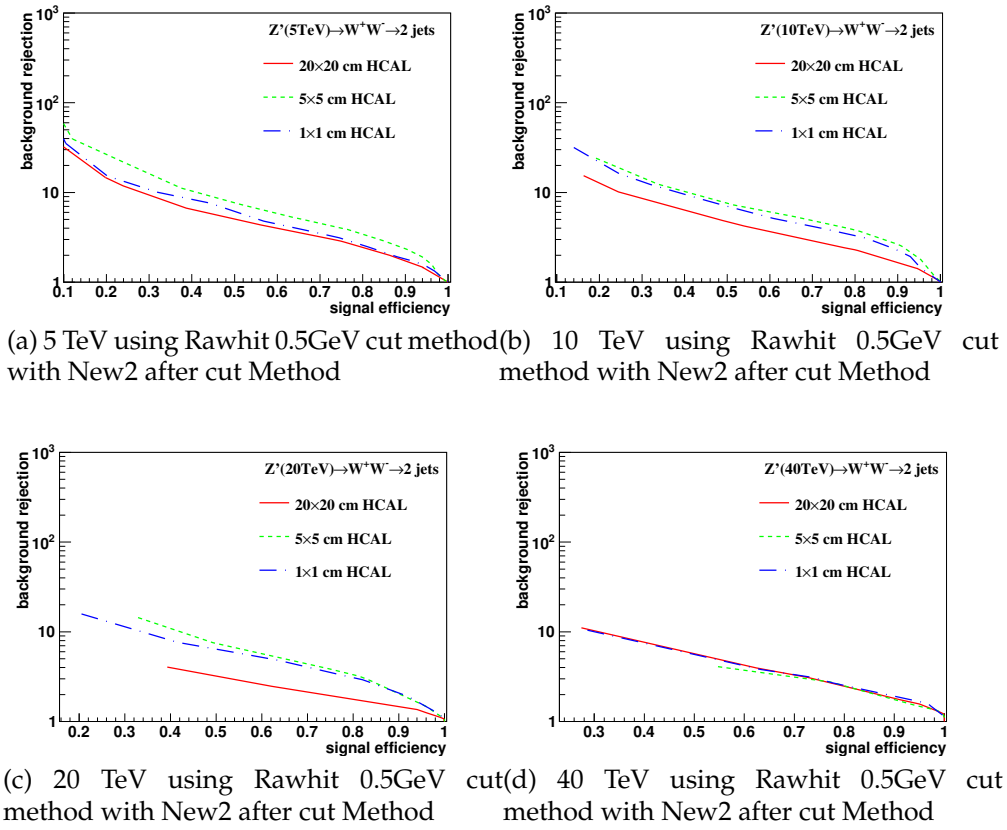 background rejection
10³
10²
10
1
Z'(5TeV)→W⁺W⁻→2 jets
20×20 cm HCAL
5×5 cm HCAL
1×1 cm HCAL
0.1 0.2 0.3 0.4 0.5 0.6 0.7 0.8 0.9 1
signal efficiency
(a) 5 TeV using Rawhit 0.5GeV cut method
with New2 after cut Method
background rejection
10³
10²
10
1
Z'(10TeV)→W⁺W⁻→2 jets
20×20 cm HCAL
5×5 cm HCAL
1×1 cm HCAL
0.1 0.2 0.3 0.4 0.5 0.6 0.7 0.8 0.9 1
signal efficiency
(b) 10 TeV using Rawhit 0.5GeV cut
method with New2 after cut Method
background rejection
10³
10²
10
1
Z'(20TeV)→W⁺W⁻→2 jets
20×20 cm HCAL
5×5 cm HCAL
1×1 cm HCAL
0.2 0.3 0.4 0.5 0.6 0.7 0.8 0.9 1
signal efficiency
(c) 20 TeV using Rawhit 0.5GeV cut
method with New2 after cut Method
background rejection
10³
10²
10
1
Z'(40TeV)→W⁺W⁻→2 jets
20×20 cm HCAL
5×5 cm HCAL
1×1 cm HCAL
0.3 0.4 0.5 0.6 0.7 0.8 0.9 1
signal efficiency
(d) 40 TeV using Rawhit 0.5GeV cut
method with New2 after cut Method